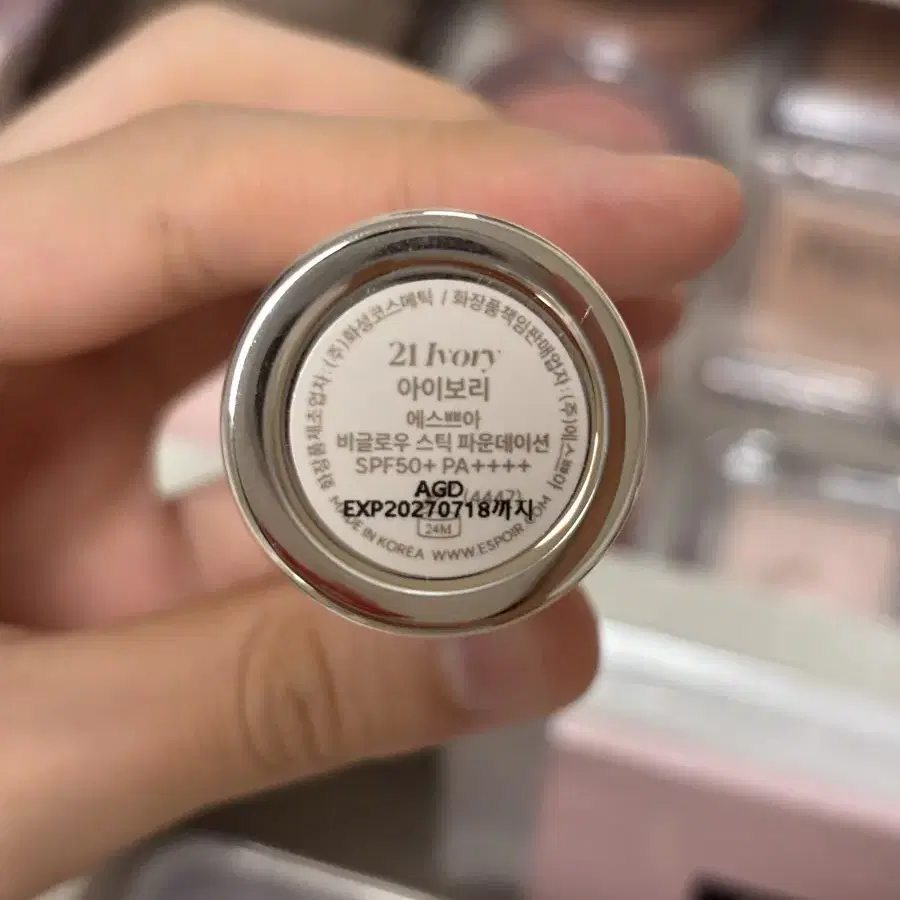 21 Ivory
아이보리
에스쁘아
비글로우 스틱 파운데이션
SPF50+ PA++++
AGD
(4447)
EXP20270718까지
24M
화장품제조업자 : (주)화성코스메틱 / 화장품책임판매업자 : (주)에스쁘아
MADE IN KOREA WWW.ESPOIR.COM